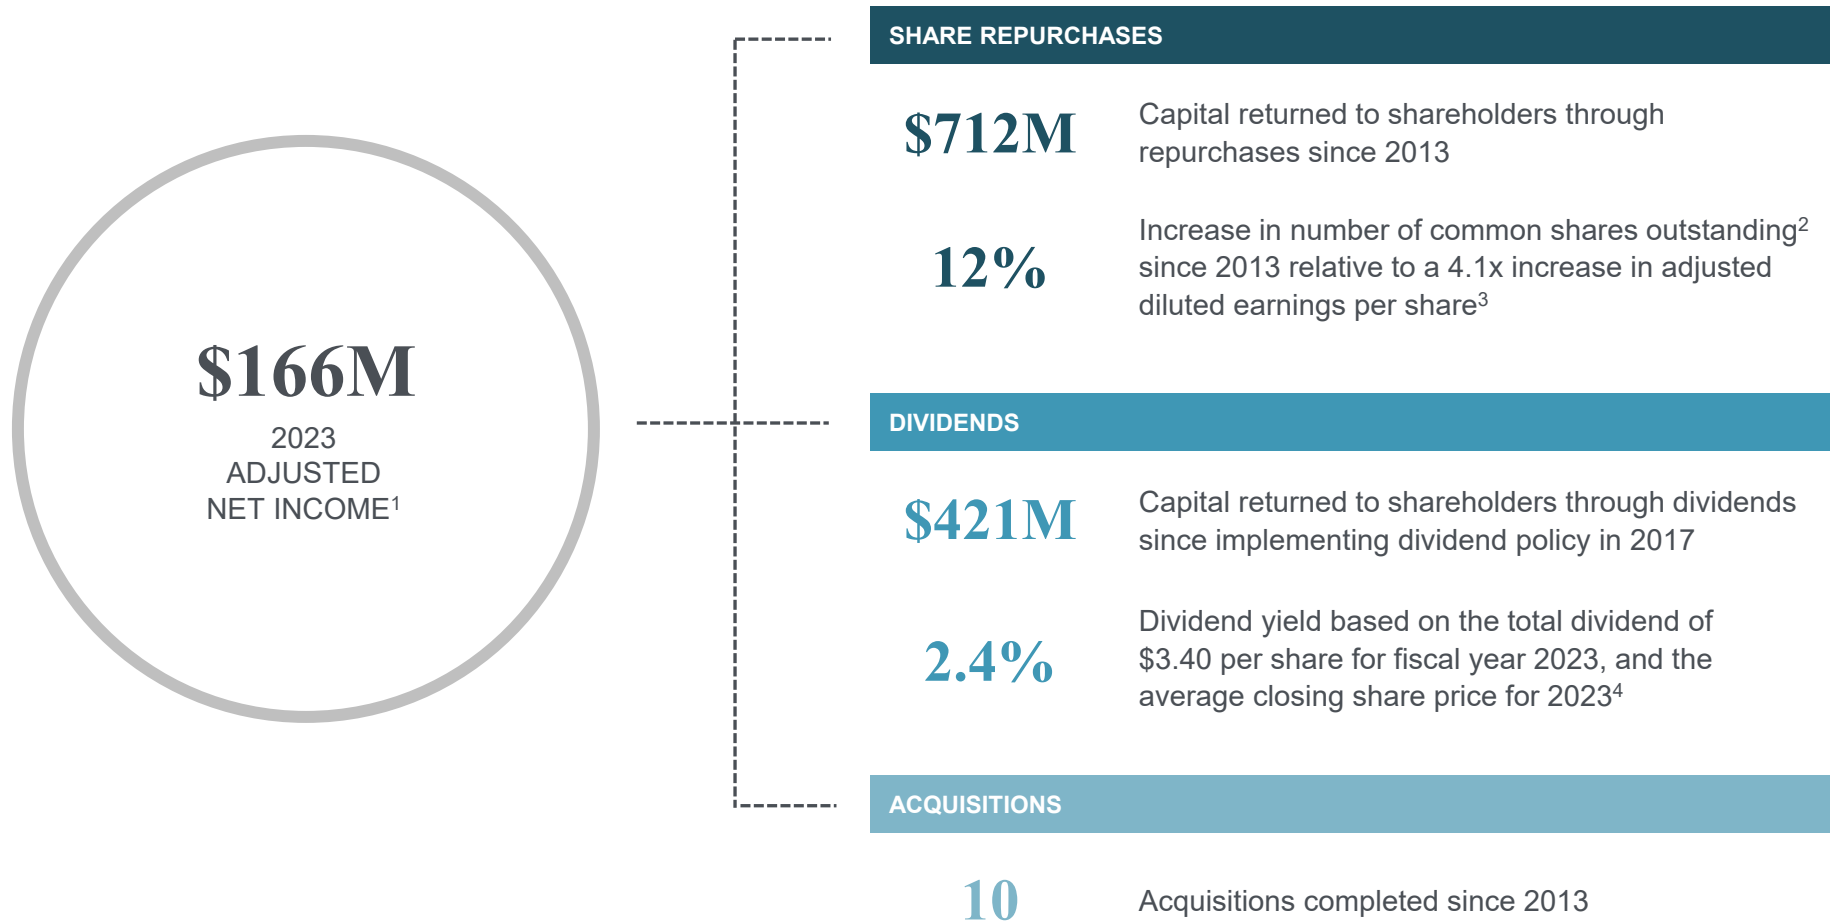 $166M
2023
ADJUSTED
NET INCOME¹
SHARE REPURCHASES
$712M
Capital returned to shareholders through
repurchases since 2013
12%
Increase in number of common shares outstanding²
since 2013 relative to a 4.1x increase in adjusted
diluted earnings per share³
DIVIDENDS
$421M
Capital returned to shareholders through dividends
since implementing dividend policy in 2017
2.4%
Dividend yield based on the total dividend of
$3.40 per share for fiscal year 2023, and the
average closing share price for 2023⁴
ACQUISITIONS
10
Acquisitions completed since 2013